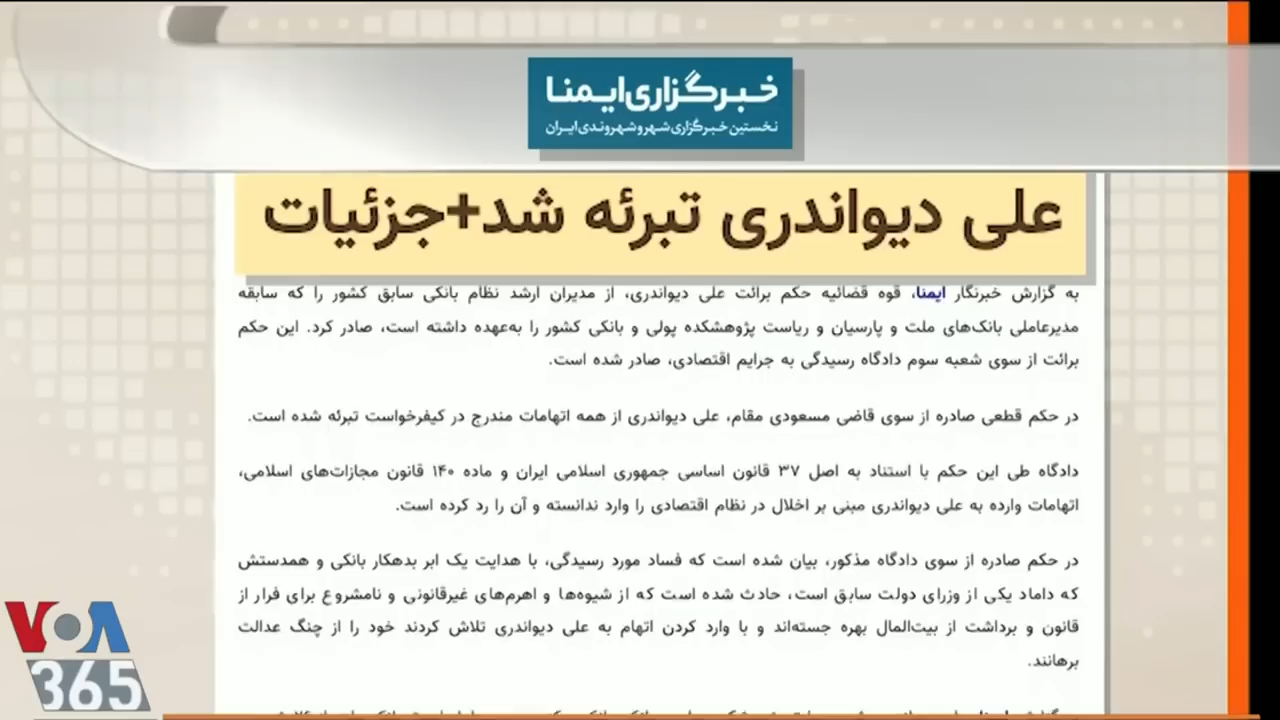 خبرگزاری ایمنا
نخستین خبرگزاری شهر و شهروندی ایران
علی دیواندری تبرئه شد+جزئیات
به گزارش خبرنگار ایمنا، قوه قضائیه حکم برائت علی دیواندری، از مدیران ارشد نظام بانکی سابق کشور را که سابقه
مدیرعاملی بانک‌های ملت و پارسیان و ریاست پژوهشکده پولی و بانکی کشور را به‌عهده داشته است، صادر کرد. این حکم
برائت از سوی شعبه سوم دادگاه رسیدگی به جرایم اقتصادی، صادر شده است.
در حکم قطعی صادره از سوی قاضی مسعودی مقام، علی دیواندری از همه اتهامات مندرج در کیفرخواست تبرئه شده است.
دادگاه طی این حکم با استناد به اصل ۳۷ قانون اساسی جمهوری اسلامی ایران و ماده ۱۴۰ قانون مجازات‌های اسلامی،
اتهامات وارده به علی دیواندری مبنی بر اخلال در نظام اقتصادی را وارد ندانسته و آن را رد کرده است.
در حکم صادره از سوی دادگاه مذکور، بیان شده است که فساد مورد رسیدگی، با هدایت یک ابر بدهکار بانکی و همدستش
که داماد یکی از وزرای دولت سابق است، حادث شده است که از شیوه‌ها و اهرم‌های غیرقانونی و نامشروع برای فرار از
قانون و برداشت از بیت‌المال بهره جسته‌اند و با وارد کردن اتهام به علی دیواندری تلاش کردند خود را از چنگ عدالت
برهانند.
VOA
365